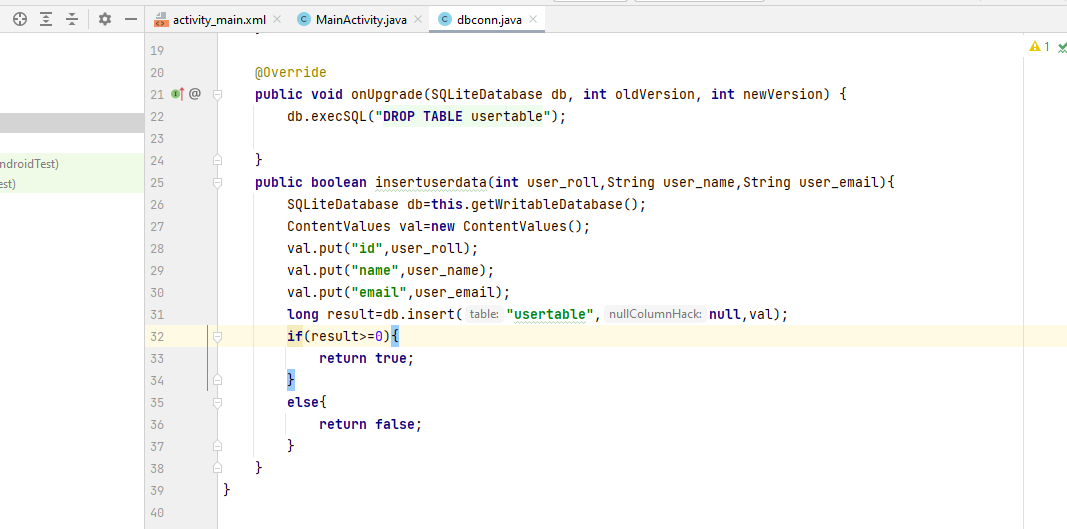 activity_main.xml MainActivity.java dbconn.java
19
1
20 @Override
21 public void onUpgrade(SQLiteDatabase db, int oldVersion, int newVersion) {
22 db.execSQL("DROP TABLE usertable");
23
ndroidTest)
24 }
est)
25 public boolean insertuserdata(int user_roll,String user_name,String user_email){
26 SQLiteDatabase db=this.getWritableDatabase();
27 ContentValues val=new ContentValues();
28 val.put("id",user_roll);
29 val.put("name",user_name);
30 val.put("email",user_email);
31 long result=db.insert( table: "usertable", nullColumnHack: null,val);
32 if(result>=0){
33 return true;
34 }
35 else{
36 return false;
37 }
38 }
39 }
40